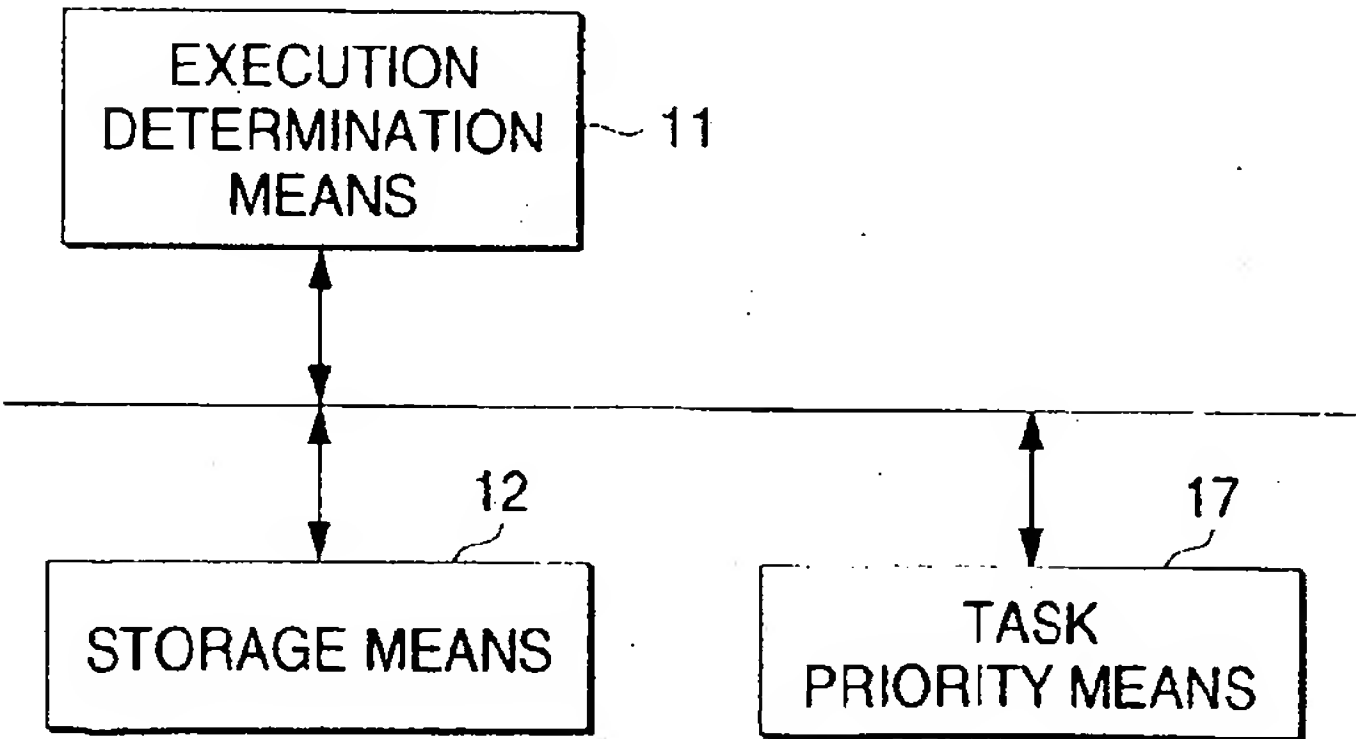 EXECUTION
DETERMINATION
MEANS
11
12
17
STORAGE MEANS
TASK
PRIORITY MEANS